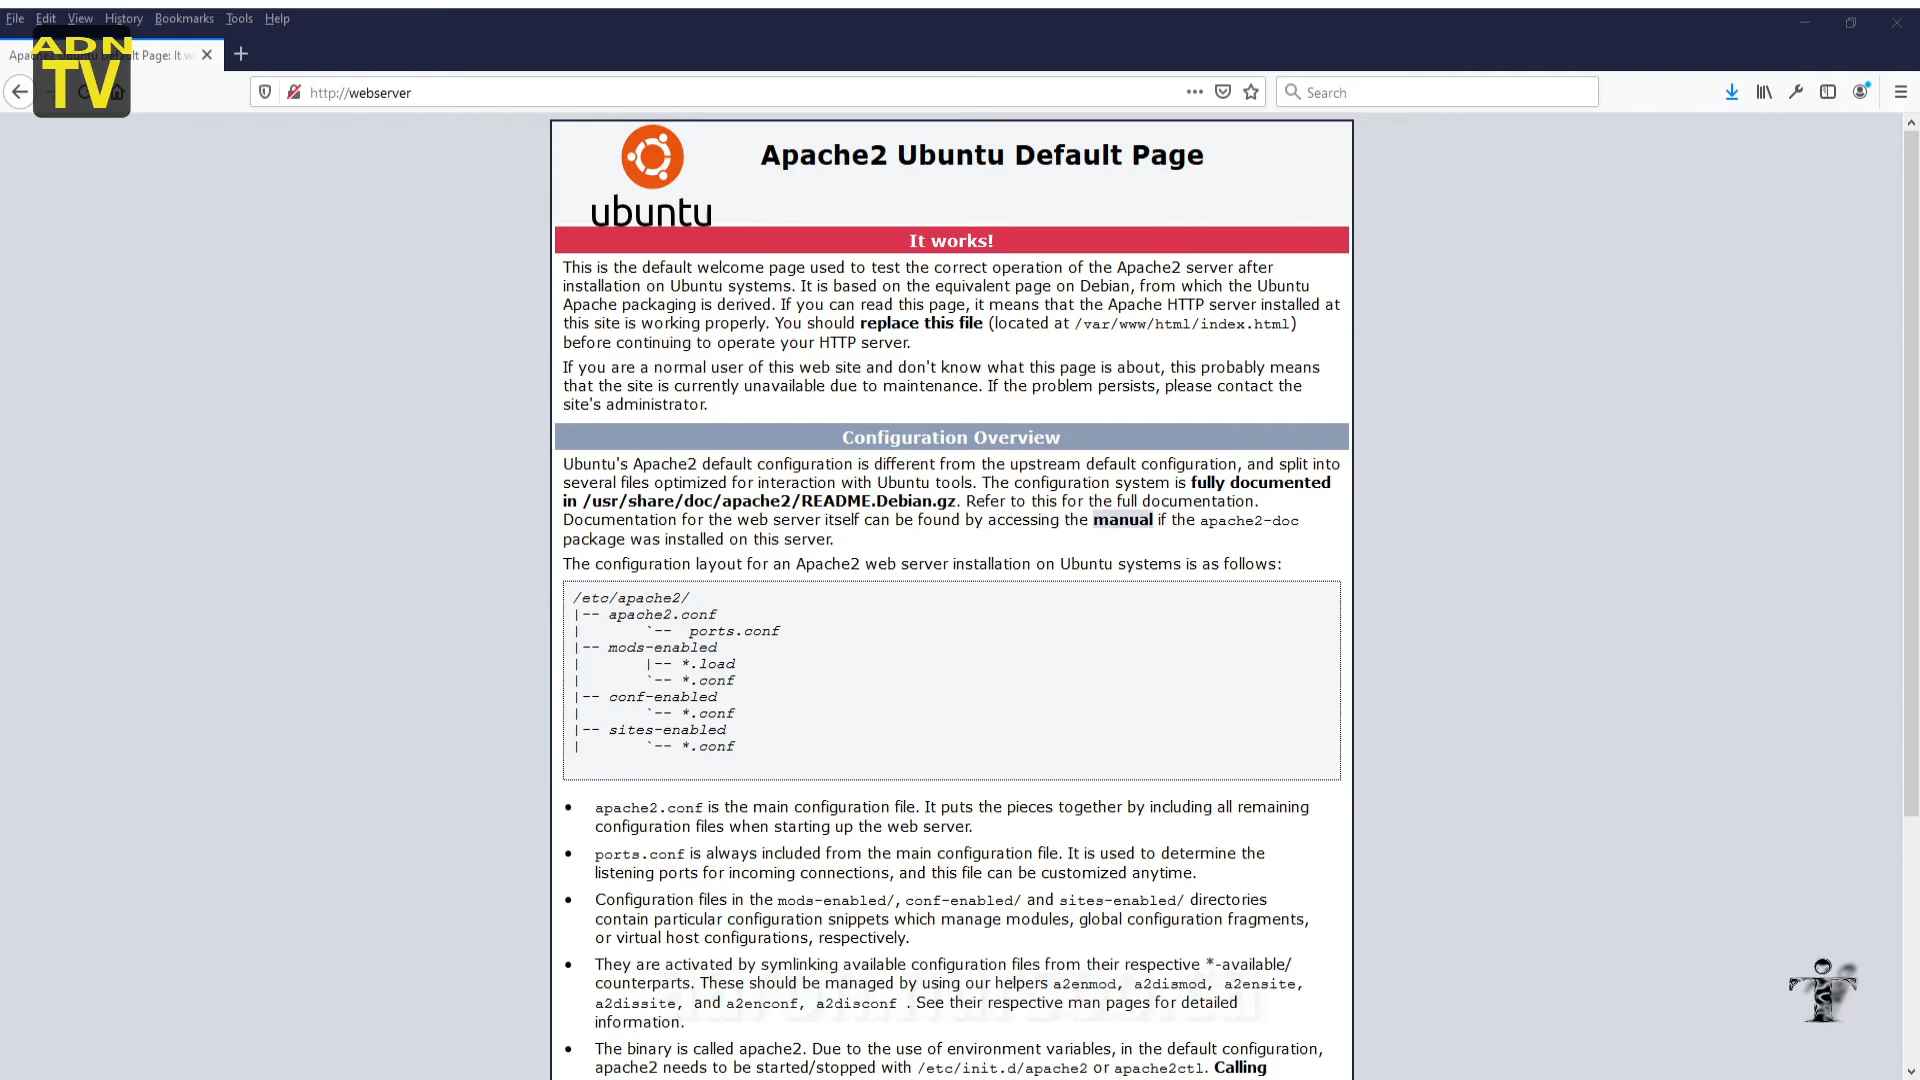 File Edit View History Bookmarks Tools Help
ADN
TV
Apache2 Ubuntu Default Page: It w
http://webserver
Search
ubuntu
Apache2 Ubuntu Default Page
It works!
This is the default welcome page used to test the correct operation of the Apache2 server after
installation on Ubuntu systems. It is based on the equivalent page on Debian, from which the Ubuntu
Apache packaging is derived. If you can read this page, it means that the Apache HTTP server installed at
this site is working properly. You should replace this file (located at /var/www/html/index.html)
before continuing to operate your HTTP server.
If you are a normal user of this web site and don't know what this page is about, this probably means
that the site is currently unavailable due to maintenance. If the problem persists, please contact the
site's administrator.
Configuration Overview
Ubuntu's Apache2 default configuration is different from the upstream default configuration, and split into
several files optimized for interaction with Ubuntu tools. The configuration system is fully documented
in /usr/share/doc/apache2/README.Debian.gz. Refer to this for the full documentation.
Documentation for the web server itself can be found by accessing the manual if the apache2-doc
package was installed on this server.
The configuration layout for an Apache2 web server installation on Ubuntu systems is as follows:
/etc/apache2/
|-- apache2.conf
|       `--  ports.conf
|-- mods-enabled
|       |-- *.load
|       `-- *.conf
|-- conf-enabled
|       `-- *.conf
|-- sites-enabled
|       `-- *.conf
• apache2.conf is the main configuration file. It puts the pieces together by including all remaining
configuration files when starting up the web server.
• ports.conf is always included from the main configuration file. It is used to determine the
listening ports for incoming connections, and this file can be customized anytime.
• Configuration files in the mods-enabled/, conf-enabled/ and sites-enabled/ directories
contain particular configuration snippets which manage modules, global configuration fragments,
or virtual host configurations, respectively.
• They are activated by symlinking available configuration files from their respective *-available/
counterparts. These should be managed by using our helpers a2enmod, a2dismod, a2ensite,
a2dissite, and a2enconf, a2disconf . See their respective man pages for detailed
information.
• The binary is called apache2. Due to the use of environment variables, in the default configuration,
apache2 needs to be started/stopped with /etc/init.d/apache2 or apache2ctl. Calling